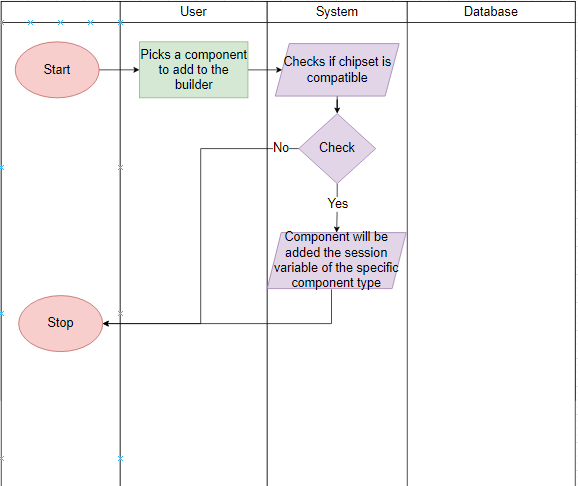 User
System
Database
Start
Picks a component
to add to the
builder
Checks if chipset is
compatible
No
Check
Yes
Component will be
added the session
variable of the specific
component type
Stop